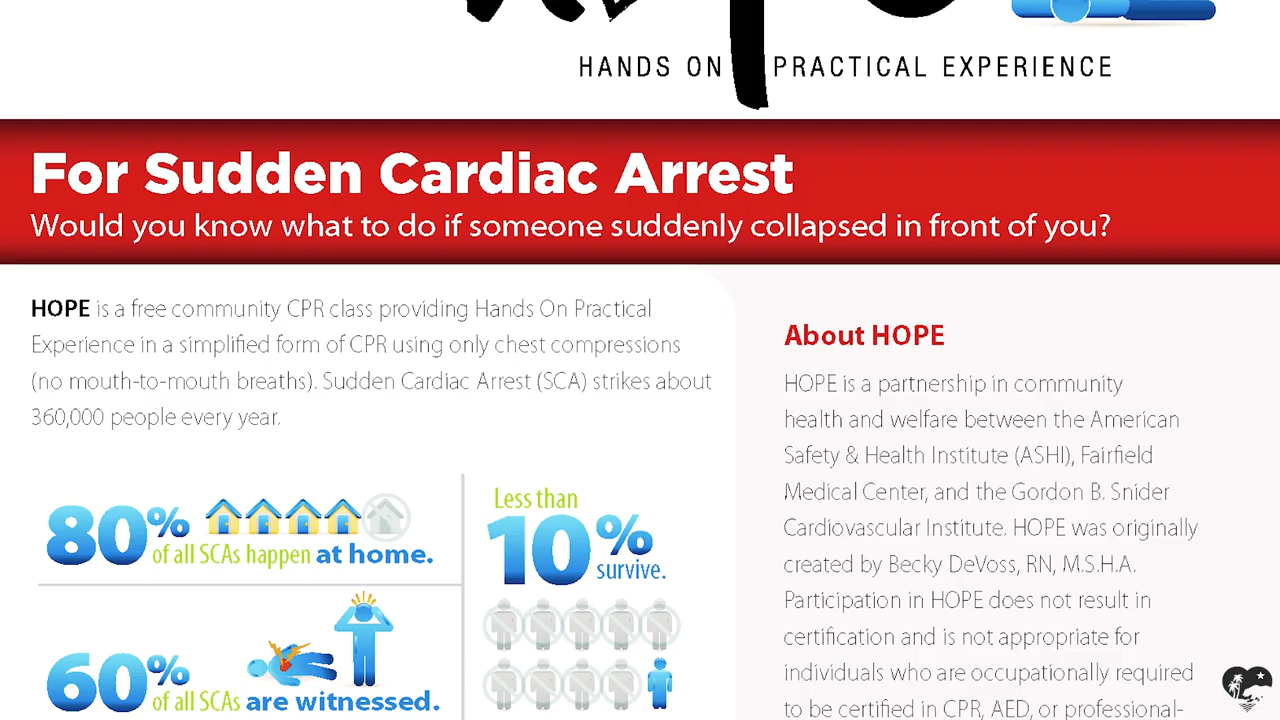 HANDS ON PRACTICAL EXPERIENCE
For Sudden Cardiac Arrest
Would you know what to do if someone suddenly collapsed in front of you?
HOPE is a free community CPR class providing Hands On Practical
Experience in a simplified form of CPR using only chest compressions
(no mouth-to-mouth breaths). Sudden Cardiac Arrest (SCA) strikes about
360,000 people every year.
80%
of all SCAs happen at home.
60%
of all SCAs are witnessed.
Less than
10%
survive.
About HOPE
HOPE is a partnership in community
health and welfare between the American
Safety & Health Institute (ASHI), Fairfield
Medical Center, and the Gordon B. Snider
Cardiovascular Institute. HOPE was originally
created by Becky DeVoss, RN, M.S.H.A.
Participation in HOPE does not result in
certification and is not appropriate for
individuals who are occupationally required
to be certified in CPR, AED, or professional-